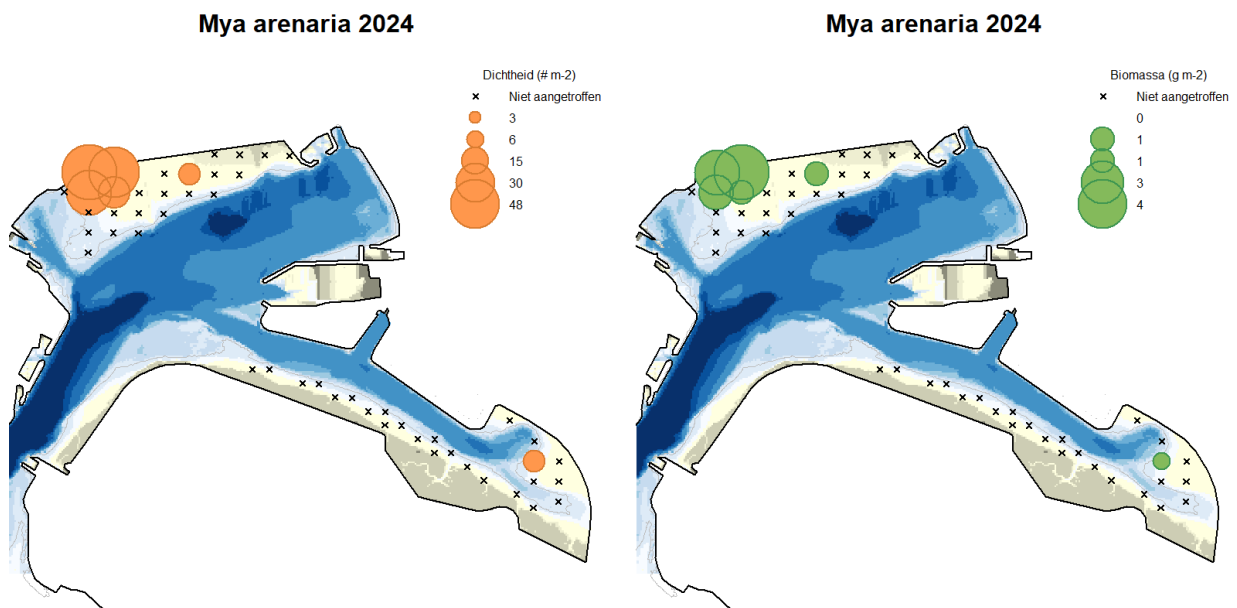 Mya arenaria 2024
Dichtheid (# m-2)
Niet aangetroffen
3
6
15
30
48
Mya arenaria 2024
Biomassa (g m-2)
Niet aangetroffen
0
1
1
3
4